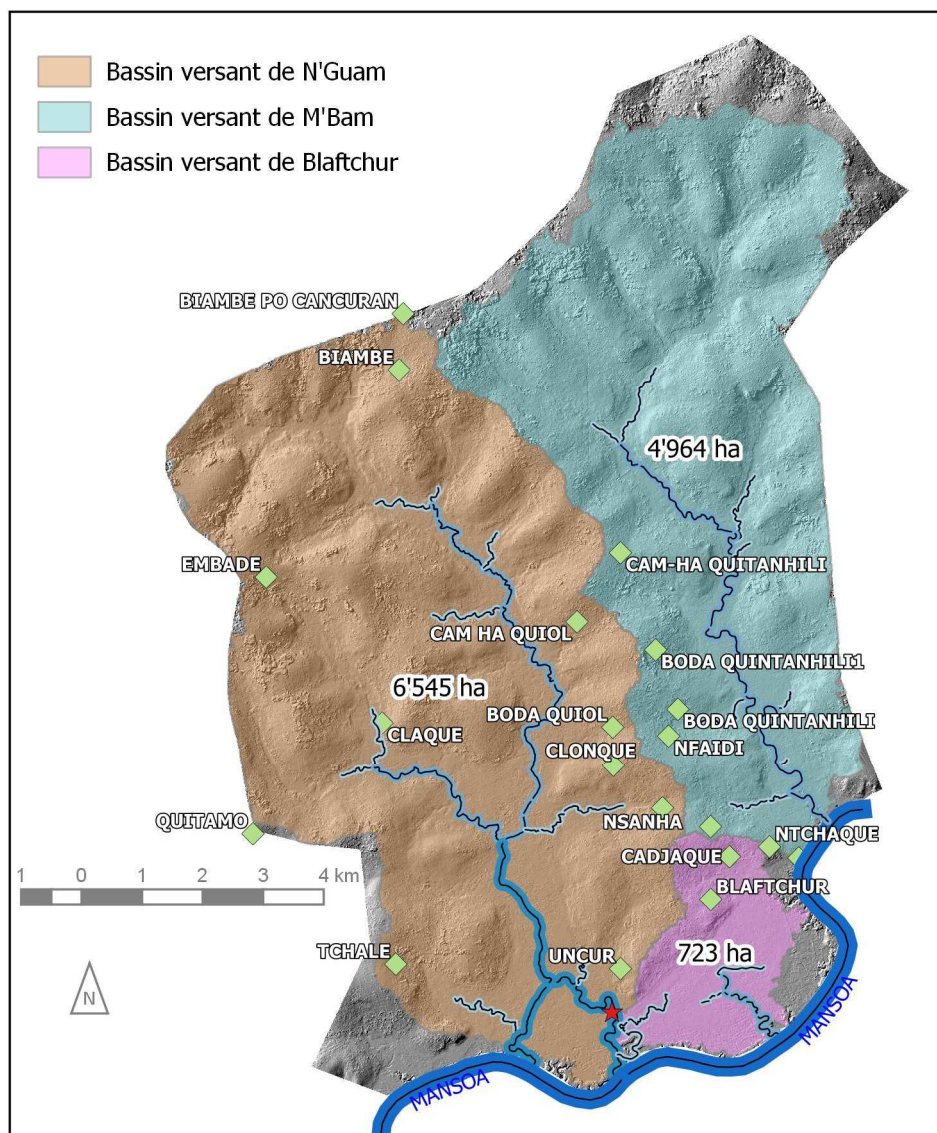 Bassin versant de N'Guam
Bassin versant de M'Bam
Bassin versant de Blaftchur
BIAMBE PO CANCURAN
BIAMBE
4'964 ha
EMBADE
CAM-HA QUITANHILI
CAM HA QUIOL
BODA QUINTANHILI1
6'545 ha
BODA QUIOL
BODA QUINTANHILI
CLAQUE
NFAIDI
CLONQUE
QUITAMO
NSANHA
NTCHAQUE
CADJAQUE
1 0 1 2 3 4 km
BLAFTCHUR
TCHALE
UNCUR
723 ha
N
MANSOA
MANSOA